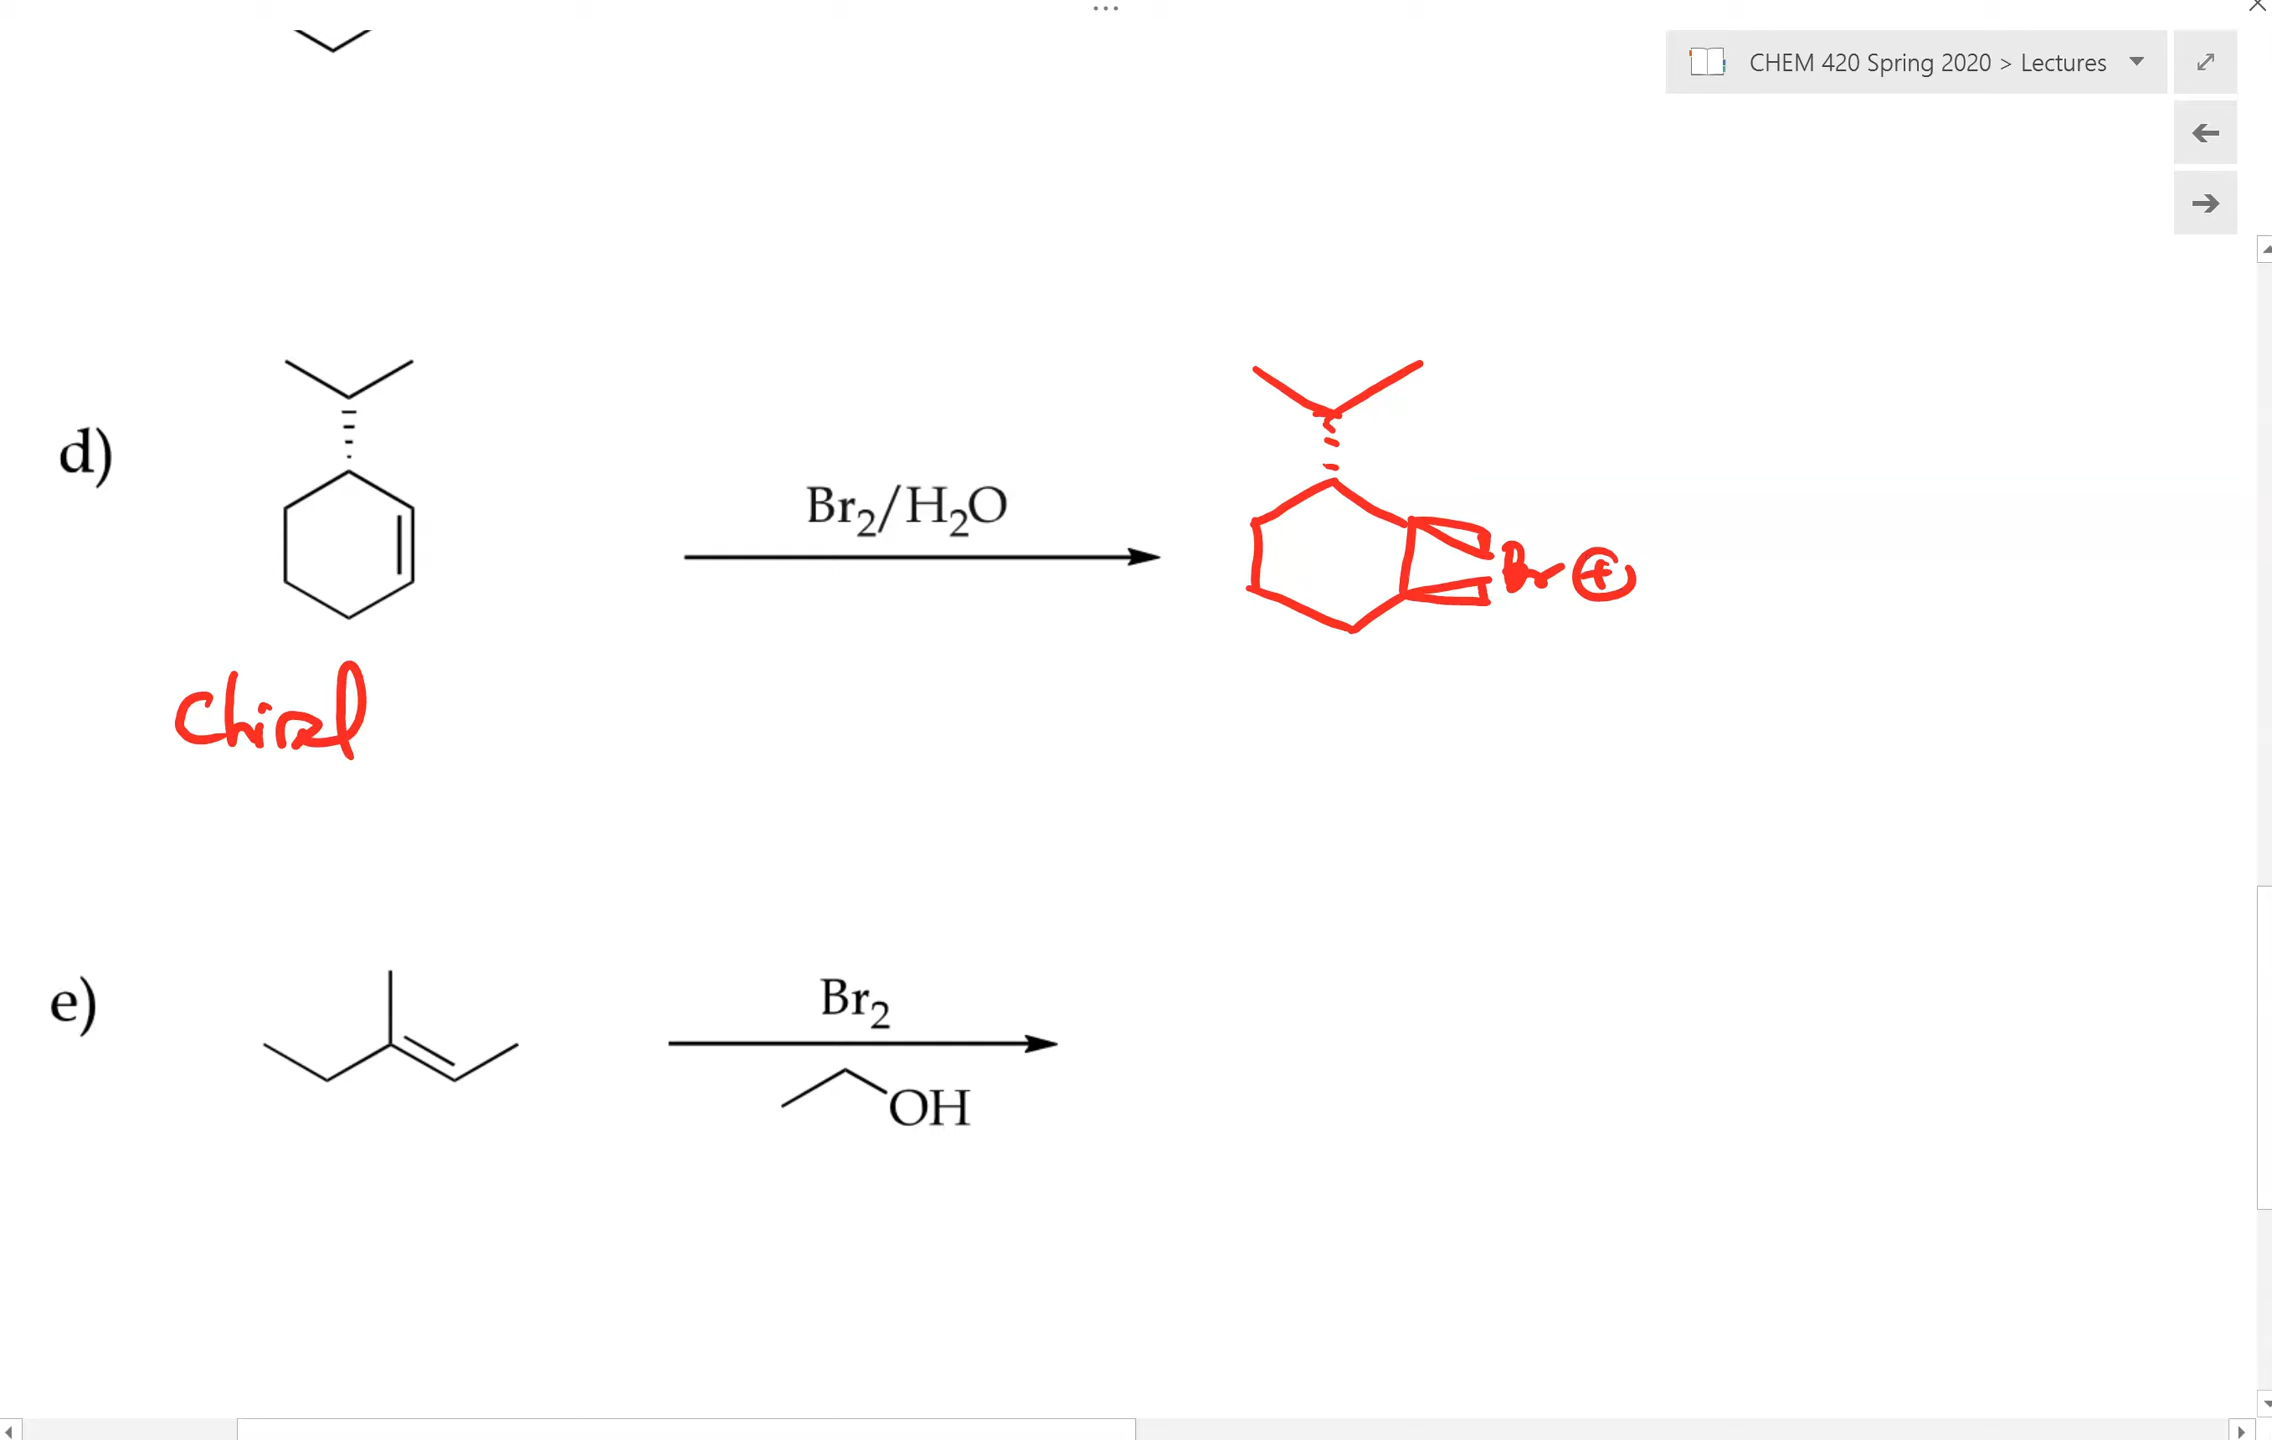 CHEM 420 Spring 2020 > Lectures
d)
Br₂/H₂O
Br ⊕
Chiral
e)
Br₂
OH